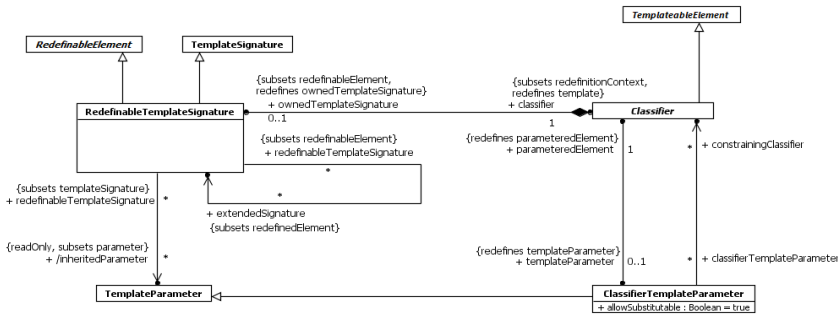 TemplateableElement
RedefinableElement
TemplateSignature
{subsets redefinableElement,
redefines ownedTemplateSignature}
+ ownedTemplateSignature
0..1
{subsets redefinitionContext,
redefines template}
+ classifier
1
RedefinableTemplateSignature
Classifier
{subsets redefinableElement}
+ redefinableTemplateSignature
*
{redefines parameteredElement}
+ parameteredElement
1
*
+ constrainingClassifier
{subsets templateSignature}
+ redefinableTemplateSignature
*
*
+ extendedSignature
{subsets redefinedElement}
{readOnly, subsets parameter}
+ /inheritedParameter
*
{redefines templateParameter}
+ templateParameter
0..1
*
+ classifierTemplateParameter
TemplateParameter
ClassifierTemplateParameter
+ allowSubstitutable : Boolean = true